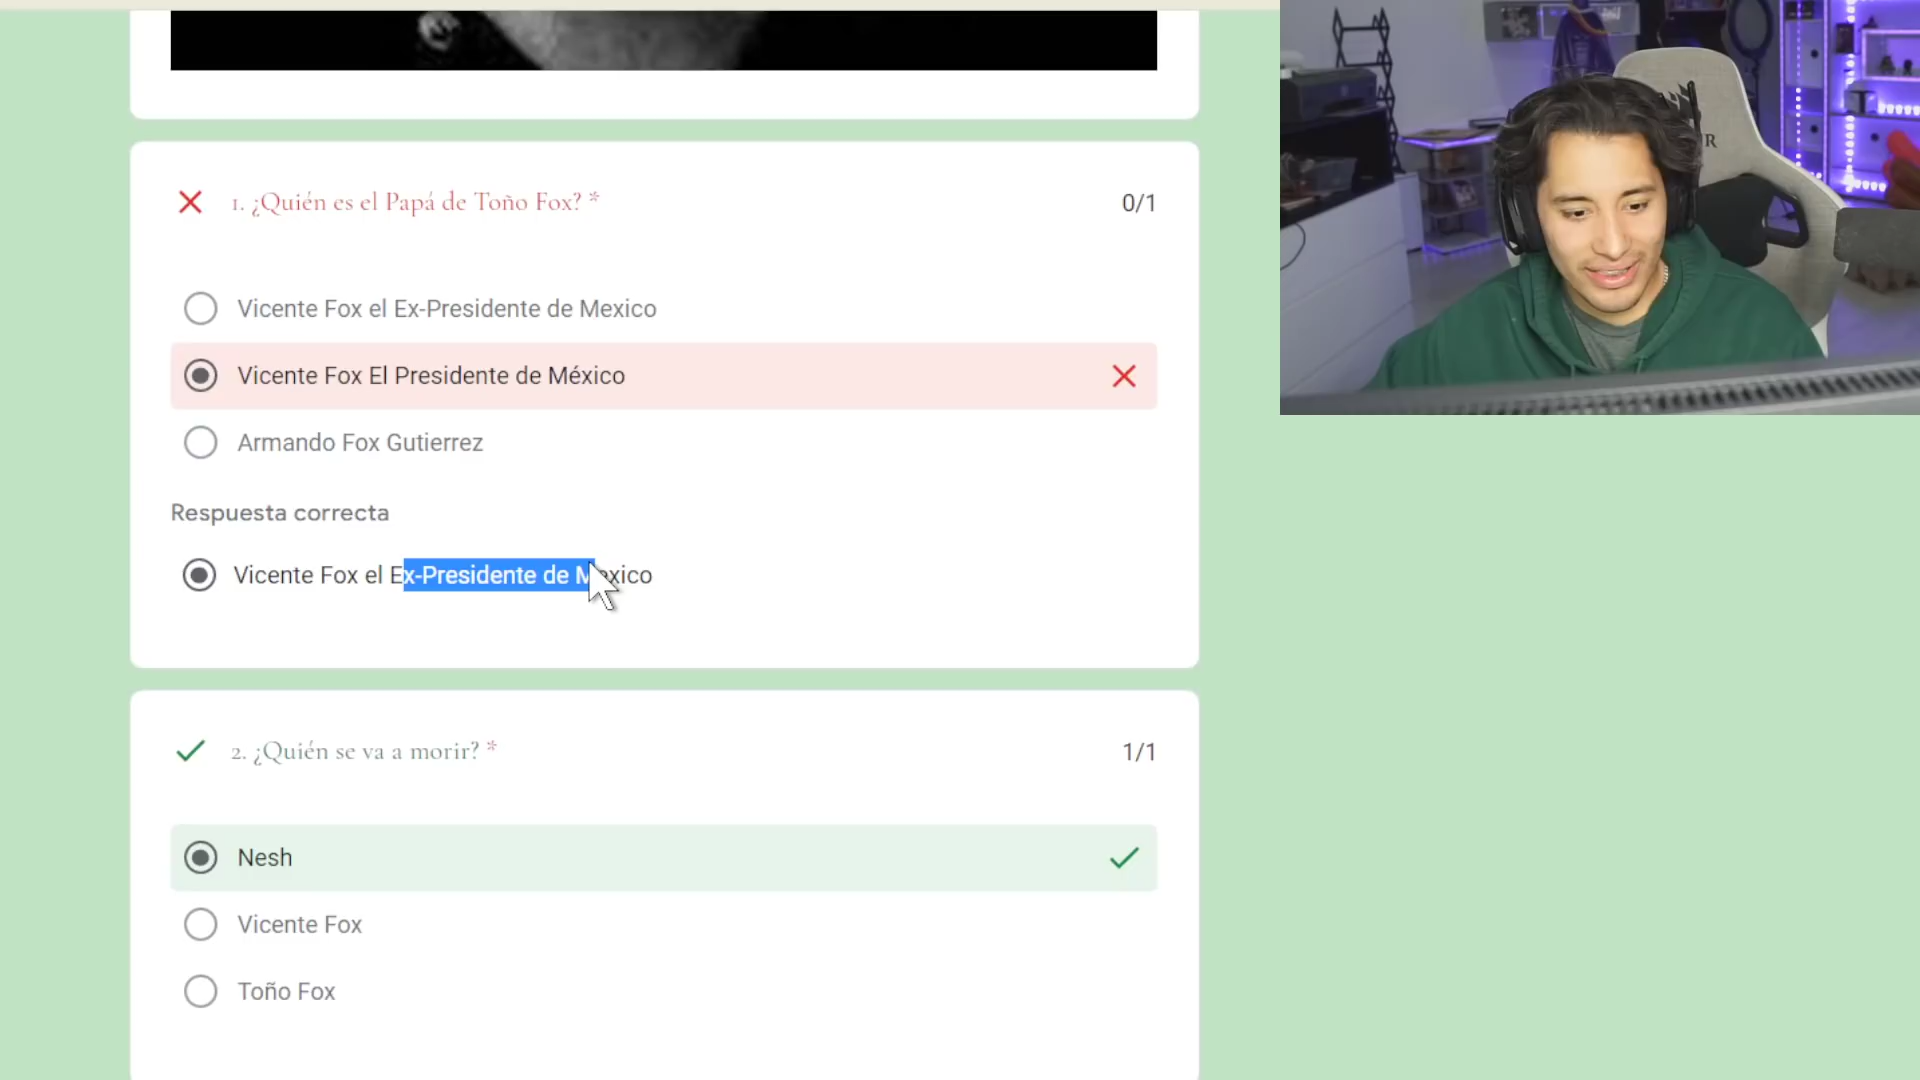 1. ¿Quién es el Papá de Toño Fox? *
0/1
Vicente Fox el Ex-Presidente de Mexico
Vicente Fox El Presidente de México
Armando Fox Gutierrez
Respuesta correcta
Vicente Fox el Ex-Presidente de Mexico
2. ¿Quién se va a morir? *
1/1
Nesh
Vicente Fox
Toño Fox